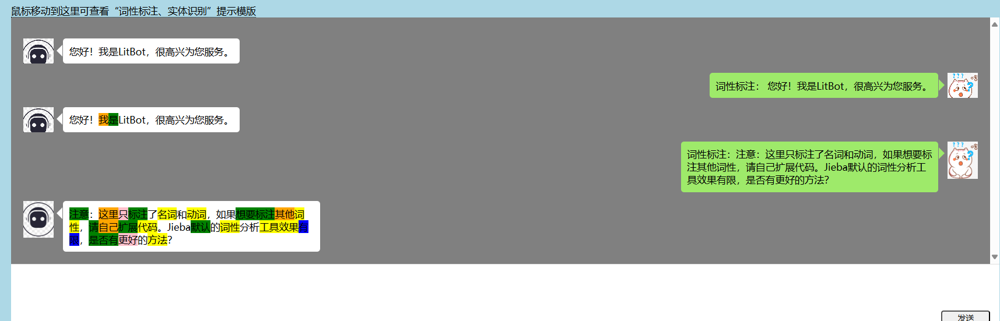 鼠标移动到这里可查看“词性标注、实体识别”提示模版
您好！我是LitBot，很高兴为您服务。
词性标注： 您好！我是LitBot，很高兴为您服务。
您好！我是LitBot，很高兴为您服务。
词性标注：注意：这里只标注了名词和动词，如果想要标
注其他词性，请自己扩展代码。Jieba默认的词性分析工
具效果有限，是否有更好的方法？
注意：这里只标注了名词和动词，如果想要标注其他词
性，请自己扩展代码。Jieba默认的词性分析工具效果有
限，是否有更好的方法？
发送